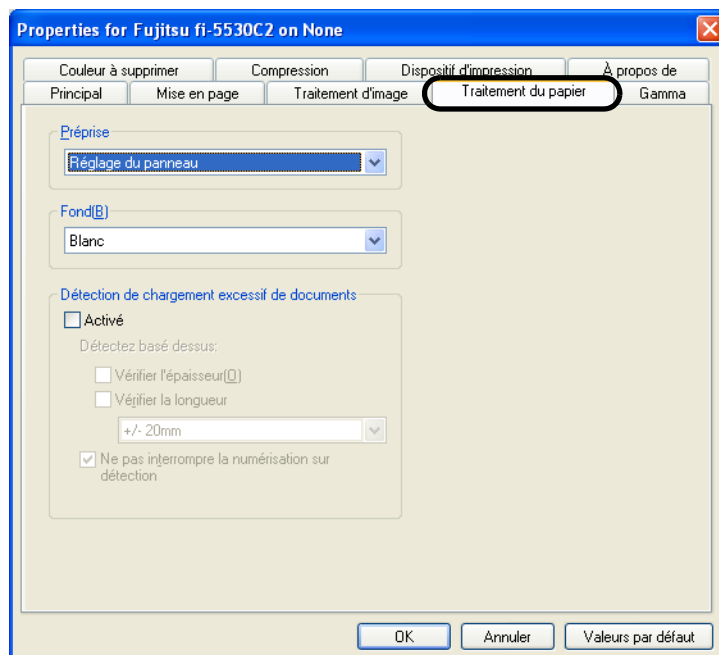 Properties for Fujitsu fi-5530C2 on None
Couleur à supprimer Compression Dispositif d'impression À propos de
Principal Mise en page Traitement d'image Traitement du papier Gamma
Préprise
Réglage du panneau
Fond(B)
Blanc
Détection de chargement excessif de documents
Activé
Détectez basé dessus:
Vérifier l'épaisseur(O)
Vérifier la longueur
+/- 20mm
Ne pas interrompre la numérisation sur
détection
OK Annuler Valeurs par défaut